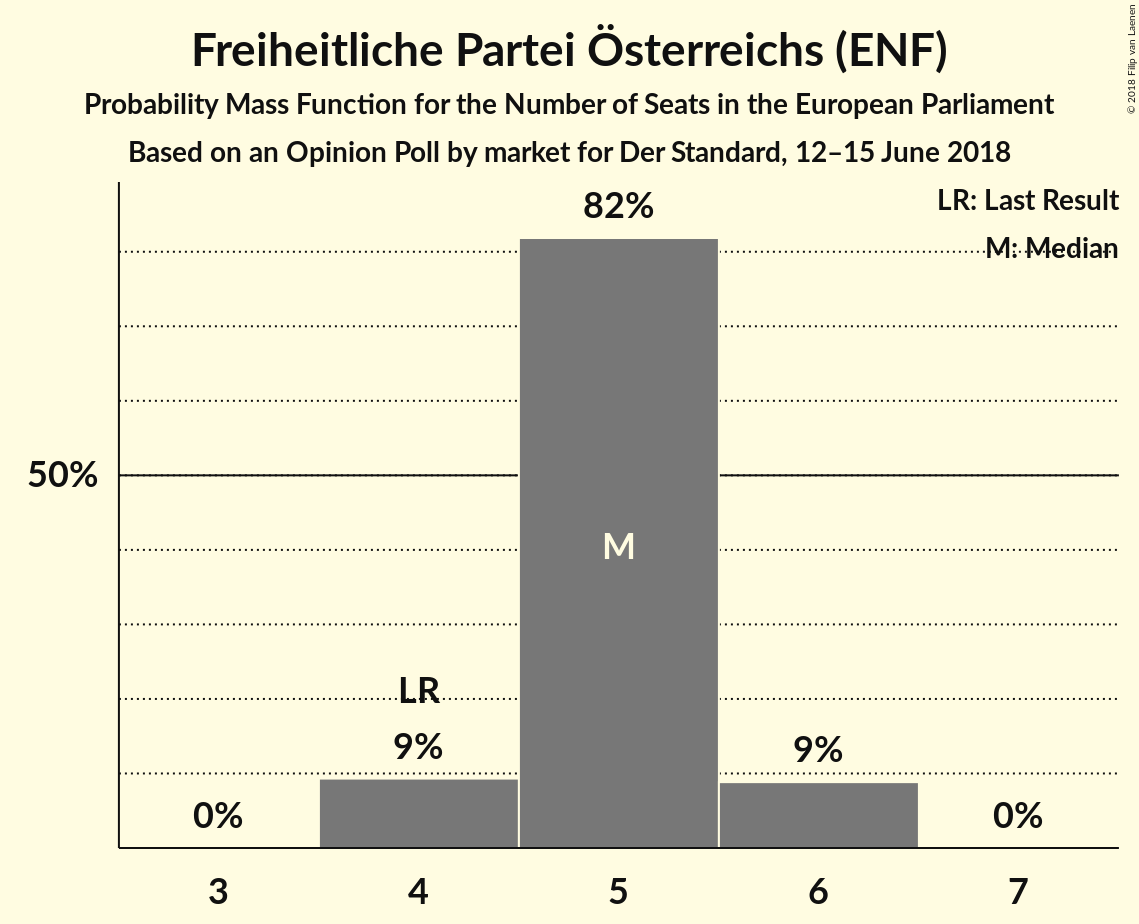 Freiheitliche Partei Österreichs (ENF)
Probability Mass Function for the Number of Seats in the European Parliament
Based on an Opinion Poll by market for Der Standard, 12–15 June 2018
© 2018 Filip van Laenen
LR: Last Result
M: Median
82%
50%
M
LR
9%
9%
0%
0%
3
4
5
6
7